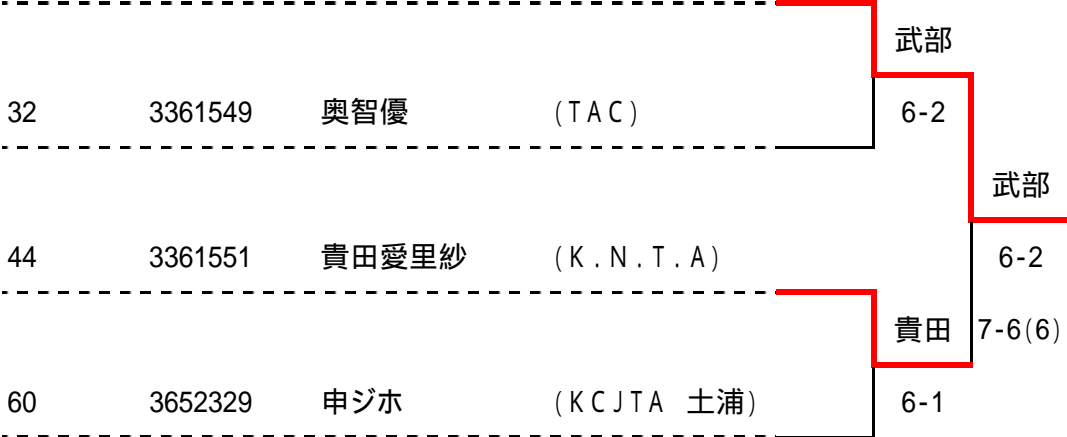 武部
32 3361549 奥智優 (TAC) 6-2
武部
44 3361551 貴田愛里紗 (K.N.T.A) 6-2
貴田 7-6(6)
60 3652329 申ジホ (KCJTA 土浦) 6-1